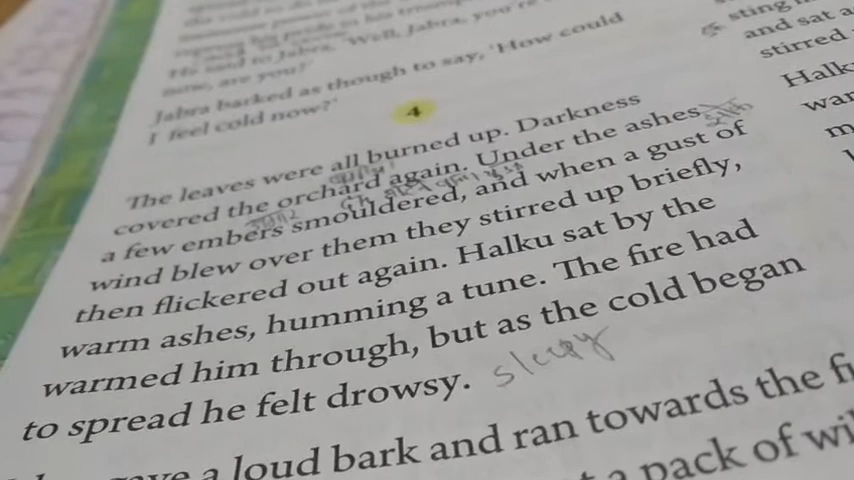 He said to Jabra, 'Well, Jabra, you're
now, are you?'
Jabra barked as though to say, 'How could
I feel cold now?'
4
The leaves were all burned up. Darkness
covered the orchard again. Under the ashes
a few embers smouldered, and when a gust of
wind blew over them they stirred up briefly,
then flickered out again. Halku sat by the
warm ashes, humming a tune. The fire had
warmed him through, but as the cold began
to spread he felt drowsy. sleepy
a loud bark and ran towards the
a pack of
sting
and sat
stirred
Halku